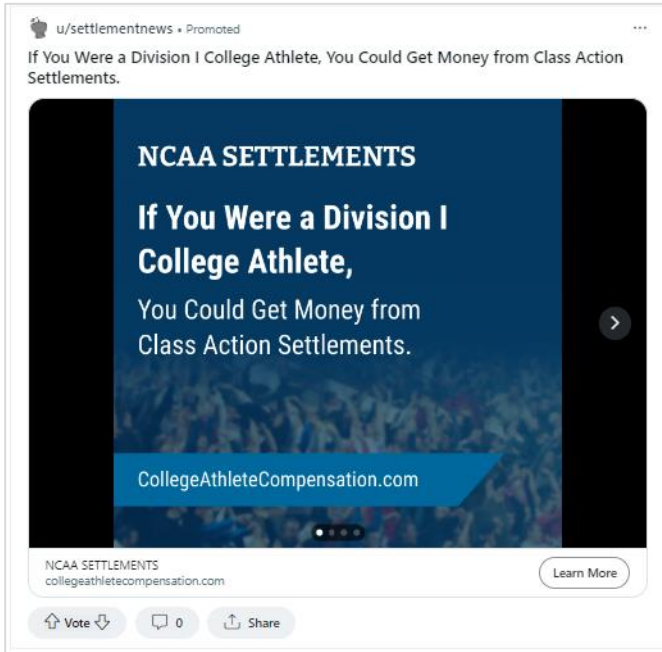 u/settlementnews • Promoted
If You Were a Division I College Athlete, You Could Get Money from Class Action
Settlements.
NCAA SETTLEMENTS
If You Were a Division I
College Athlete,
You Could Get Money from
Class Action Settlements.
CollegeAthleteCompensation.com
NCAA SETTLEMENTS
collegeathletecompensation.com
Learn More
Vote
0
Share